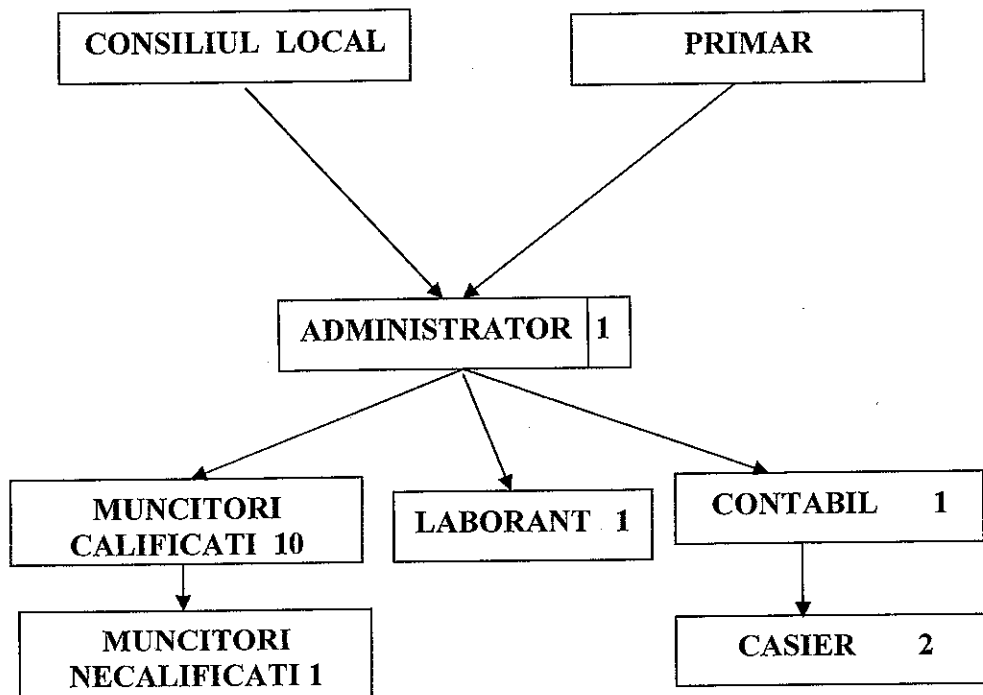 CONSILIUL LOCAL
PRIMAR
ADMINISTRATOR 1
MUNCITORI
CALIFICATI 10
LABORANT 1
CONTABIL 1
MUNCITORI
NECALIFICATI 1
CASIER 2